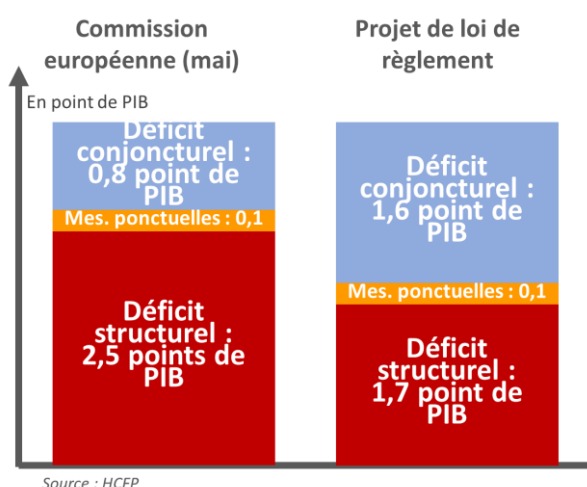 Commission
européenne (mai)
Projet de loi de
règlement
En point de PIB
Déficit
conjoncturel :
0,8 point de
PIB
Mes. ponctuelles : 0,1
Déficit
structurel :
2,5 points de
PIB
Déficit
conjoncturel :
1,6 point de
PIB
Mes. ponctuelles : 0,1
Déficit
structurel :
1,7 point de
PIB
Source : HCFP